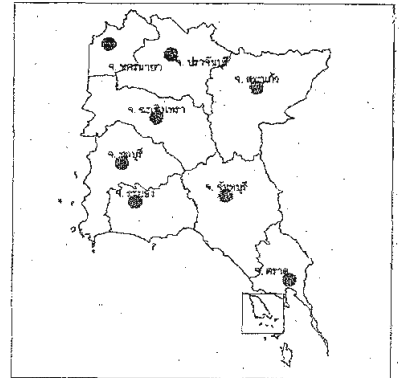 จ. นครนายก
จ. ปราจีนบุรี
จ. สระแก้ว
จ. ฉะเชิงเทรา
จ. ชลบุรี
จ. ระยอง
จ. จันทบุรี
จ. ตราด